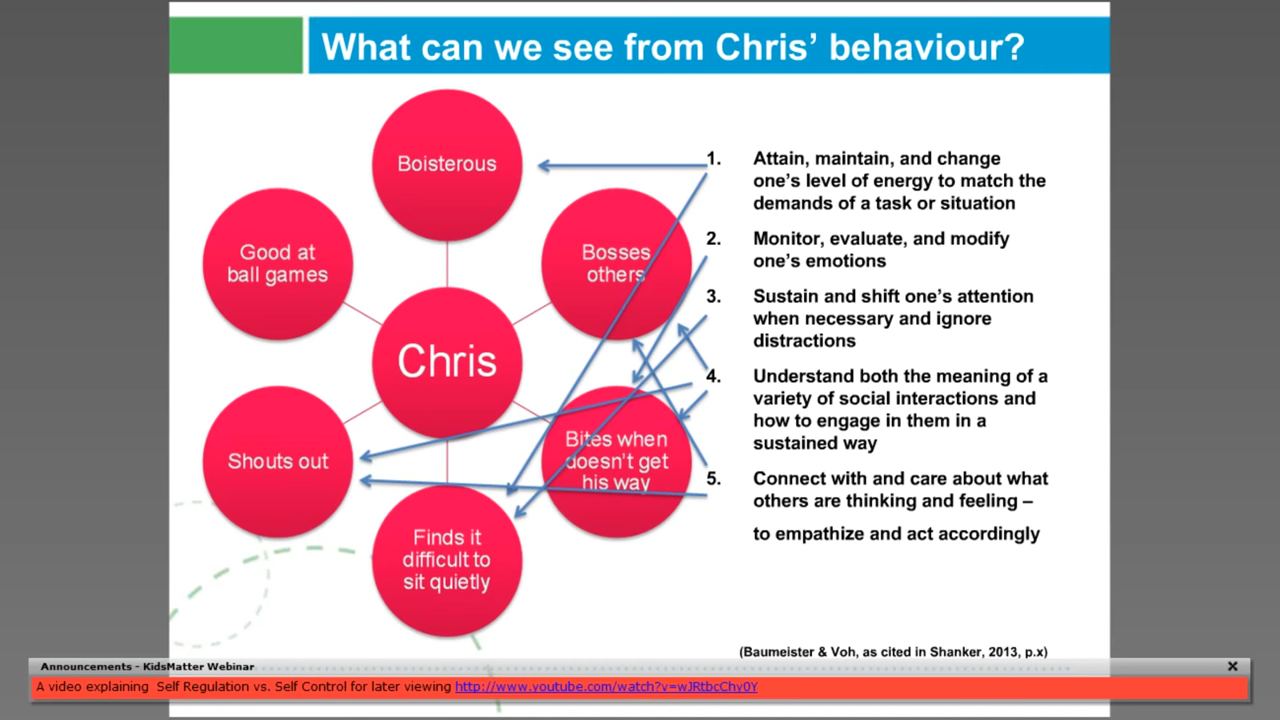 What can we see from Chris’ behaviour?
Boisterous
Good at
ball games
Bosses
others
Chris
Shouts out
Bites when
doesn't get
his way
Finds it
difficult to
sit quietly
1. Attain, maintain, and change
one’s level of energy to match the
demands of a task or situation
2. Monitor, evaluate, and modify
one’s emotions
3. Sustain and shift one’s attention
when necessary and ignore
distractions
4. Understand both the meaning of a
variety of social interactions and
how to engage in them in a
sustained way
5. Connect with and care about what
others are thinking and feeling –
to empathize and act accordingly
(Baumeister & Voh, as cited in Shanker, 2013, p.x)
Announcements - KidsMatter Webinar
A video explaining Self Regulation vs. Self Control for later viewing http://www.youtube.com/watch?v=wJRtbcChv0Y